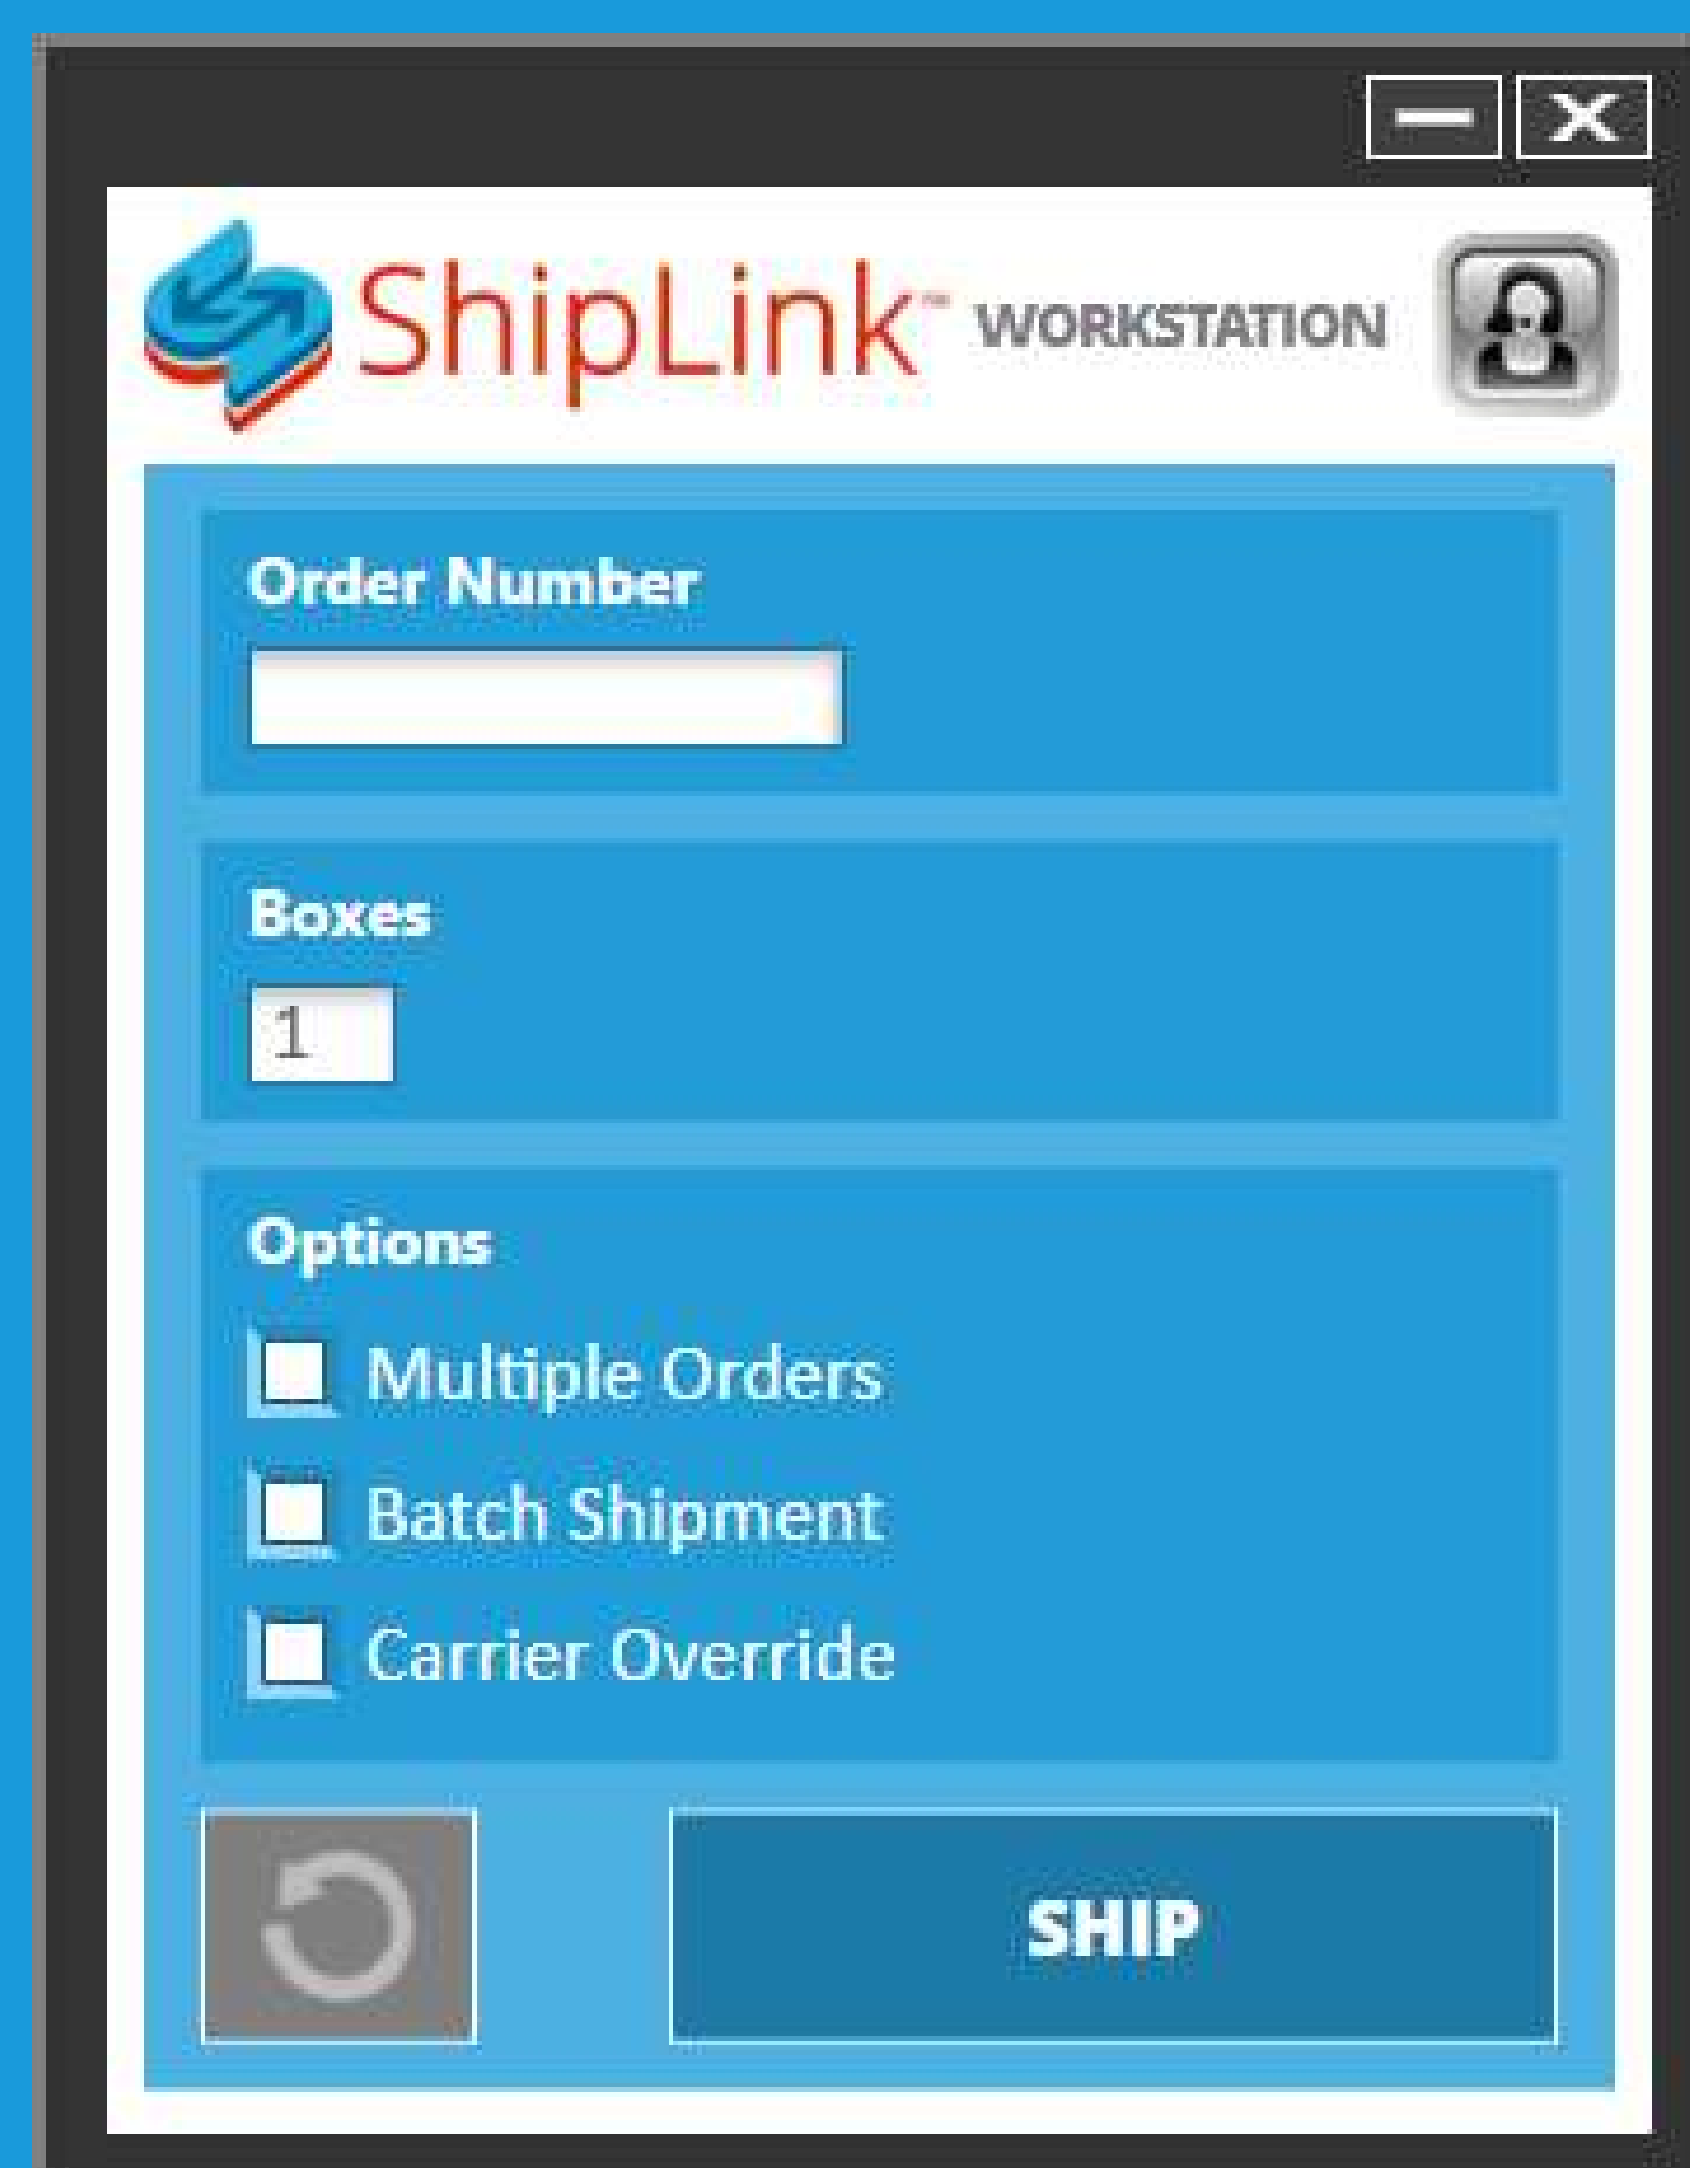 ShipLink™ WORKSTATION
Order Number
Boxes
1
Options
Multiple Orders
Batch Shipment
Carrier Override
SHIP